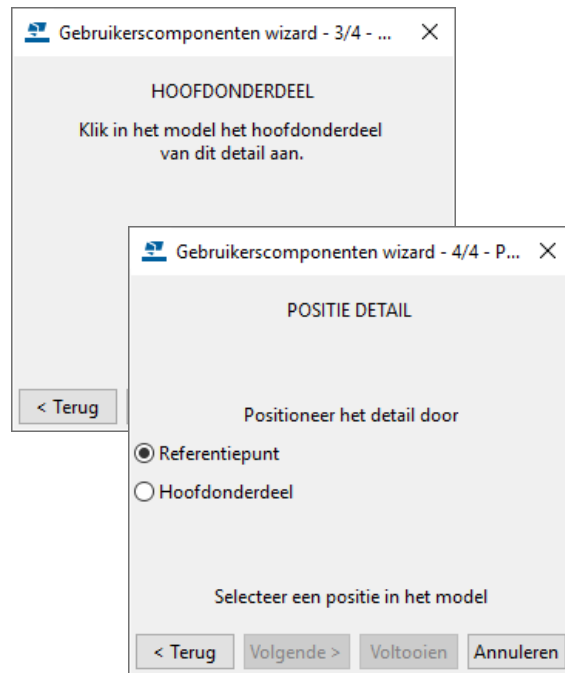 Gebruikerscomponenten wizard - 3/4 - ...
HOOFDONDERDEEL
Klik in het model het hoofdonderdeel
van dit detail aan.
< Terug
Gebruikerscomponenten wizard - 4/4 - P...
POSITIE DETAIL
Positioneer het detail door
Referentiepunt
Hoofdonderdeel
Selecteer een positie in het model
< Terug Volgende > Voltooien Annuleren